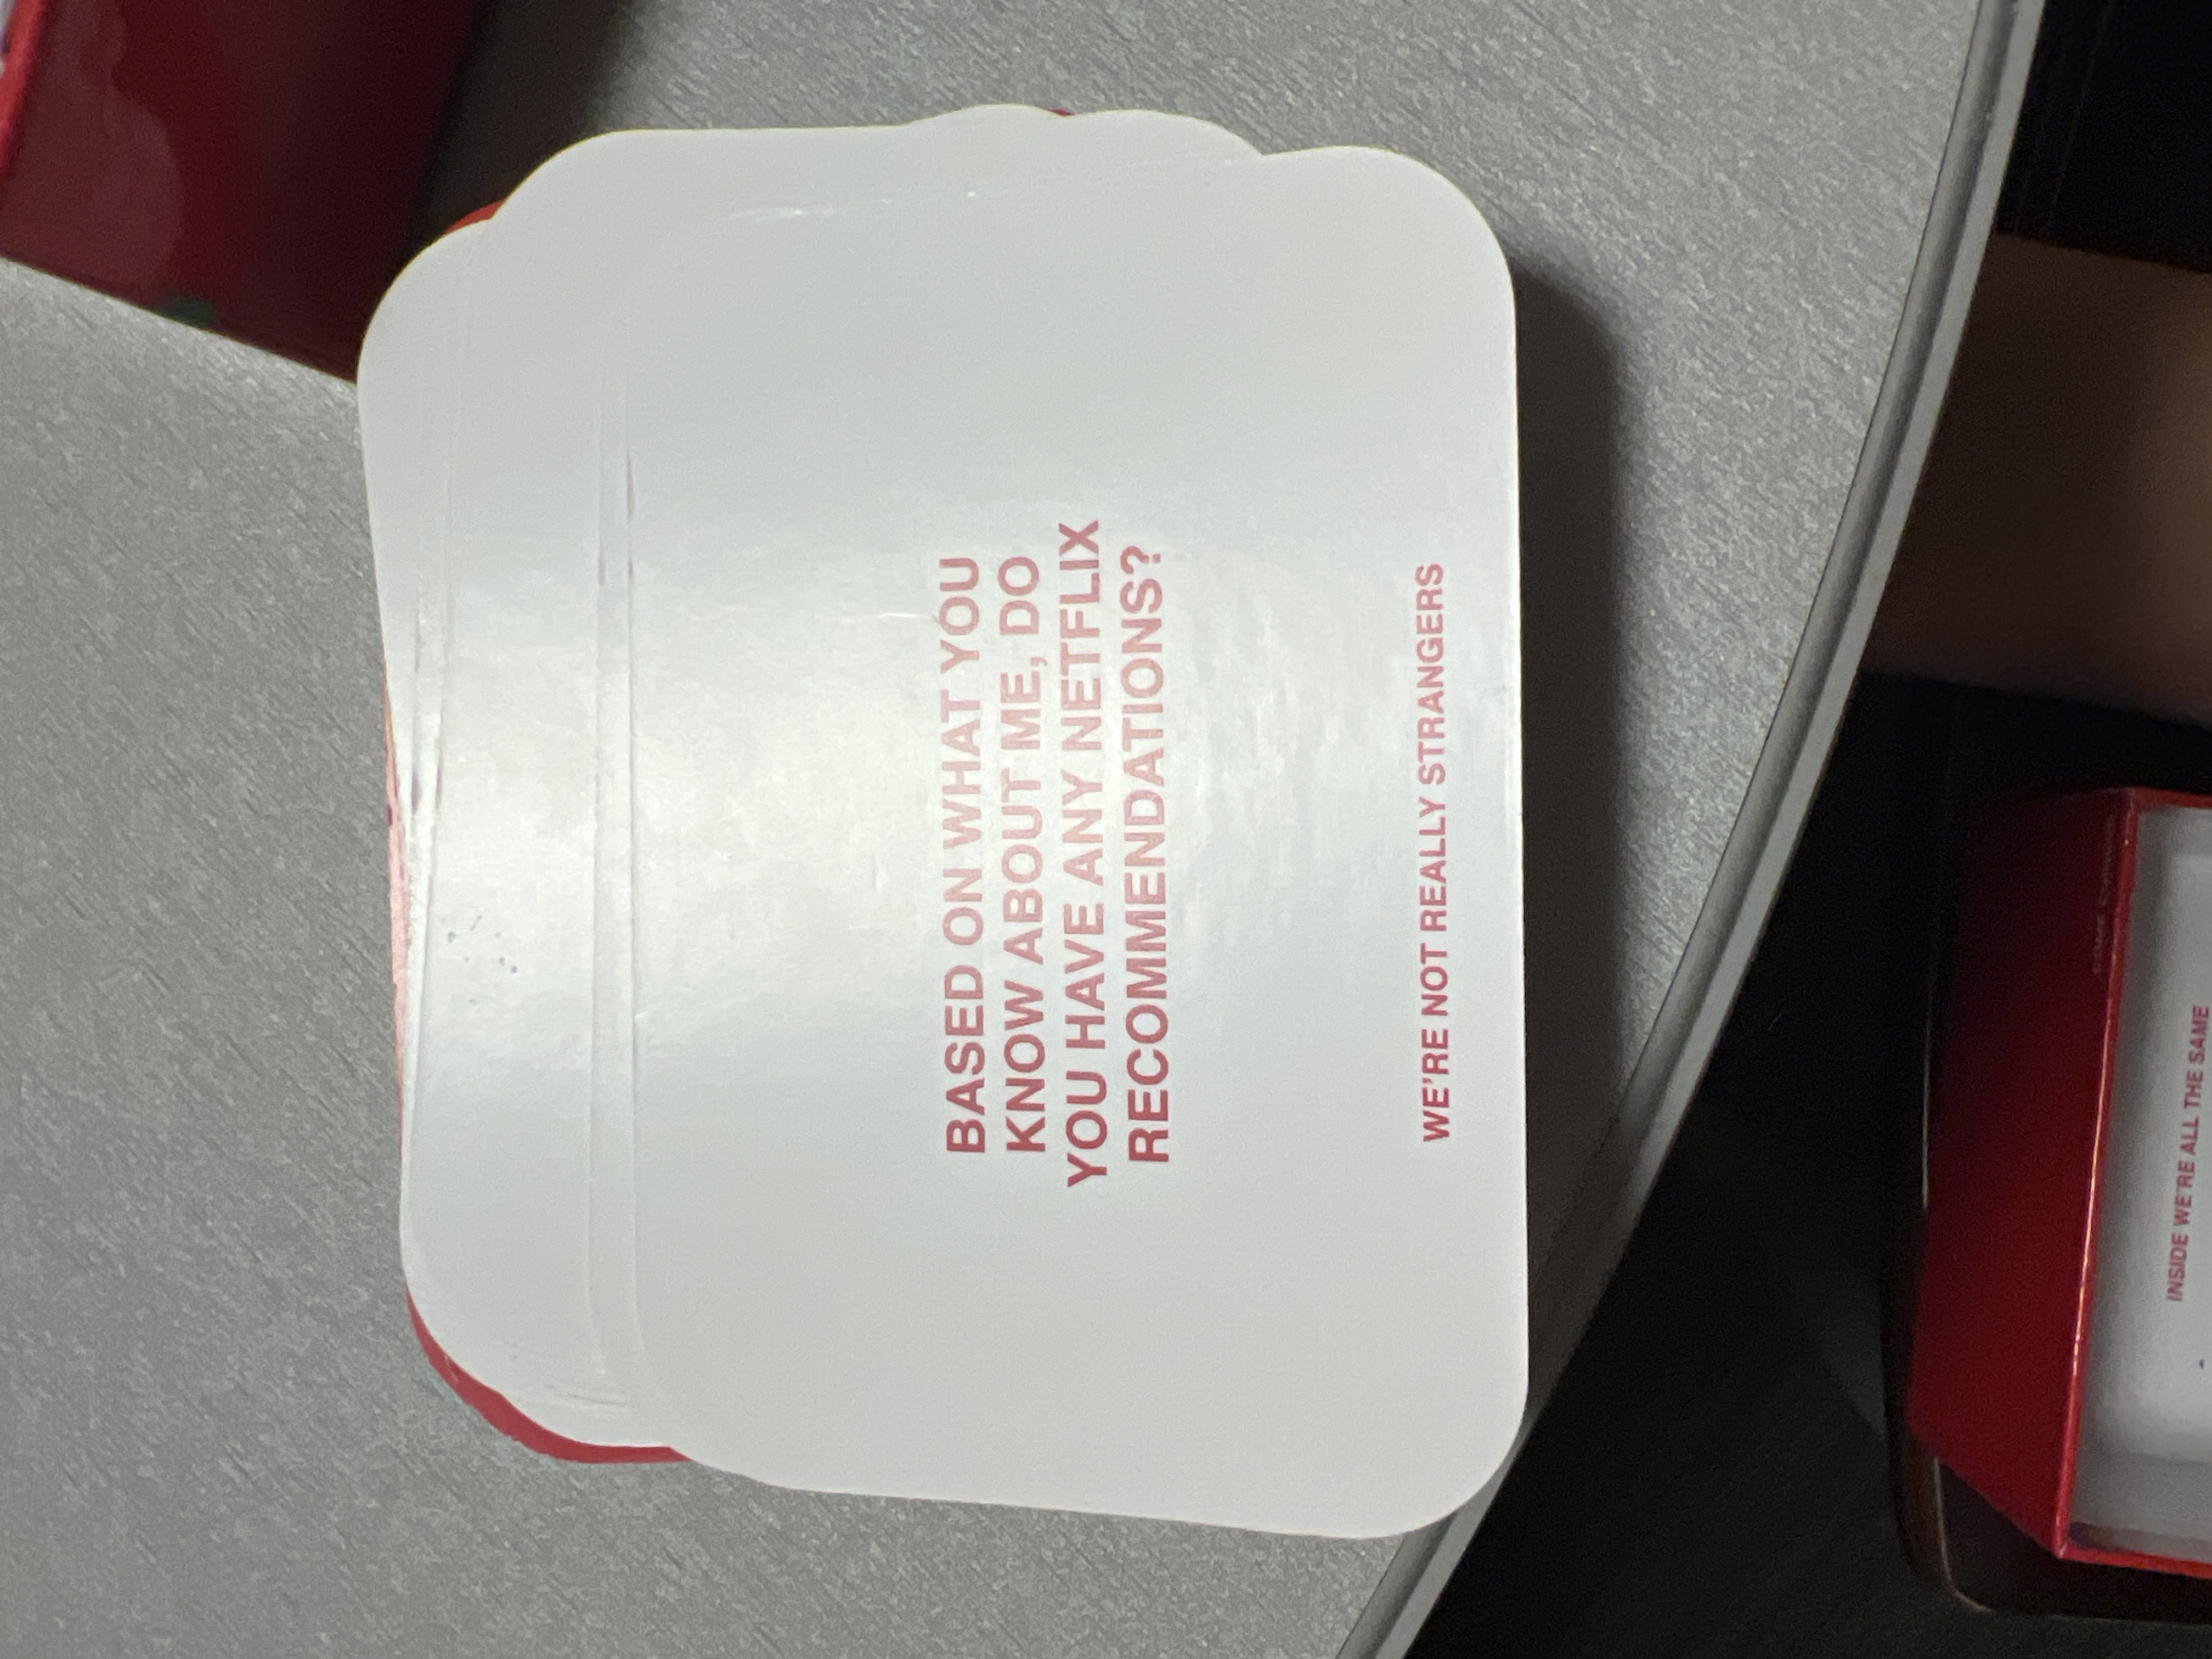 BASED ON WHAT YOU
KNOW ABOUT ME, DO
YOU HAVE ANY NETFLIX
RECOMMENDATIONS?
WE'RE NOT REALLY STRANGERS
INSIDE WE'RE ALL THE SAME